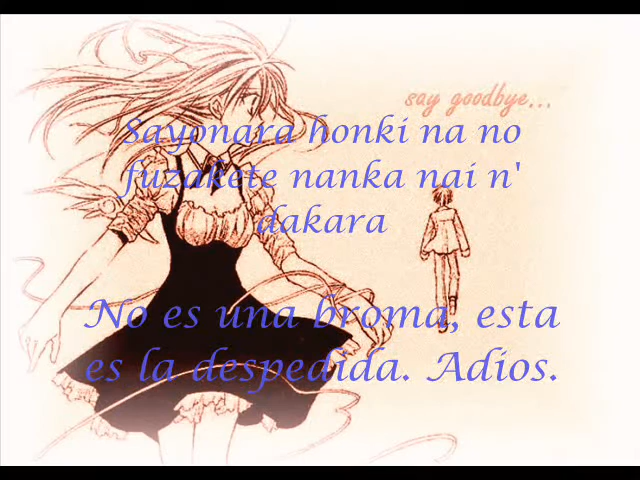 say goodbye...
Sayonara honki na no
fuzakete nanka nai n'
dakara
No es una broma, esta
es la despedida. Adios.